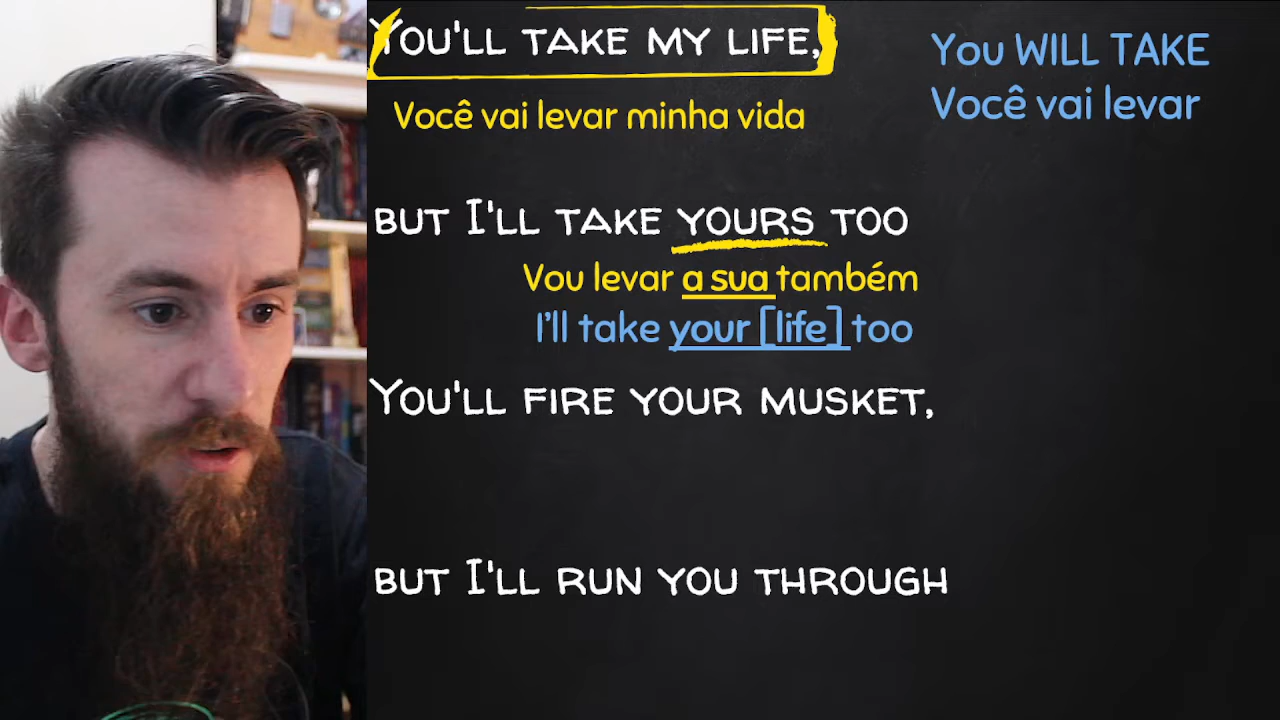 You'll take my life,
You WILL TAKE
Você vai levar minha vida
Você vai levar
but I'll take yours too
Vou levar a sua também
I'll take your [life] too
You'll fire your musket,
but I'll run you through